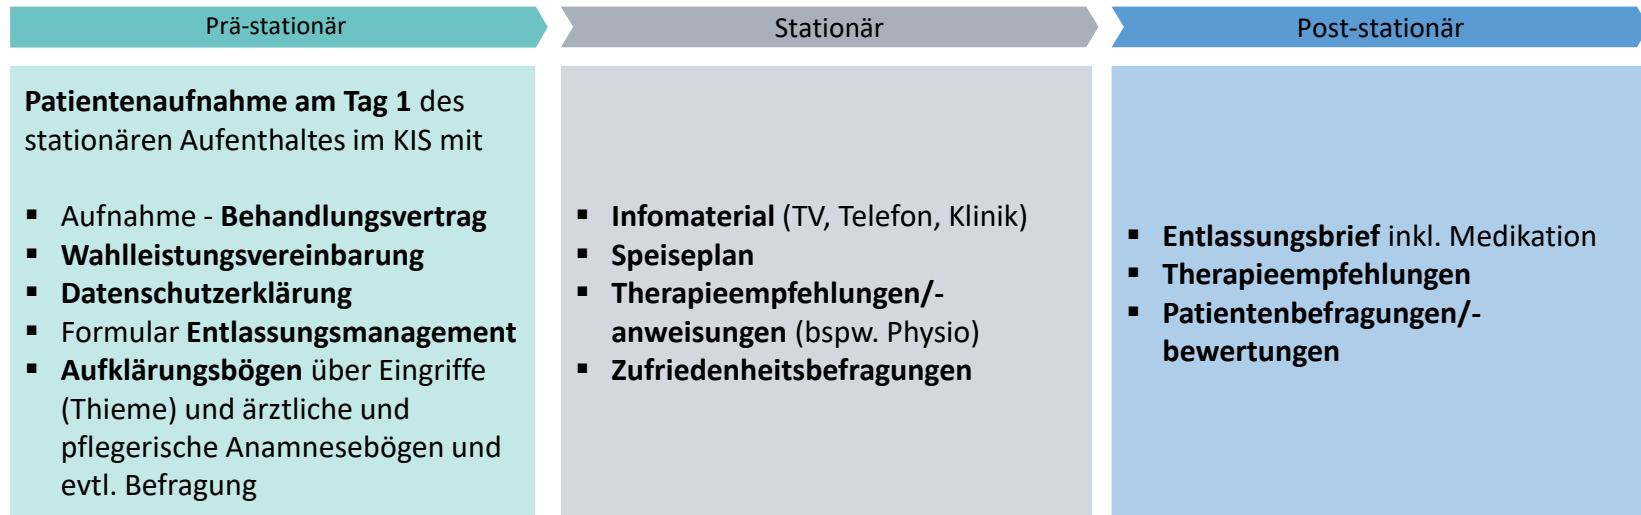 Prä-stationär
Stationär
Post-stationär
Patientenaufnahme am Tag 1 des
stationären Aufenthaltes im KIS mit
▪ Aufnahme - Behandlungsvertrag
▪ Wahlleistungsvereinbarung
▪ Datenschutzerklärung
▪ Formular Entlassungsmanagement
▪ Aufklärungsbögen über Eingriffe
(Thieme) und ärztliche und
pflegerische Anamnesebögen und
evtl. Befragung
▪ Infomaterial (TV, Telefon, Klinik)
▪ Speiseplan
▪ Therapieempfehlungen/-
anweisungen (bspw. Physio)
▪ Zufriedenheitsbefragungen
▪ Entlassungsbrief inkl. Medikation
▪ Therapieempfehlungen
▪ Patientenbefragungen/-
bewertungen